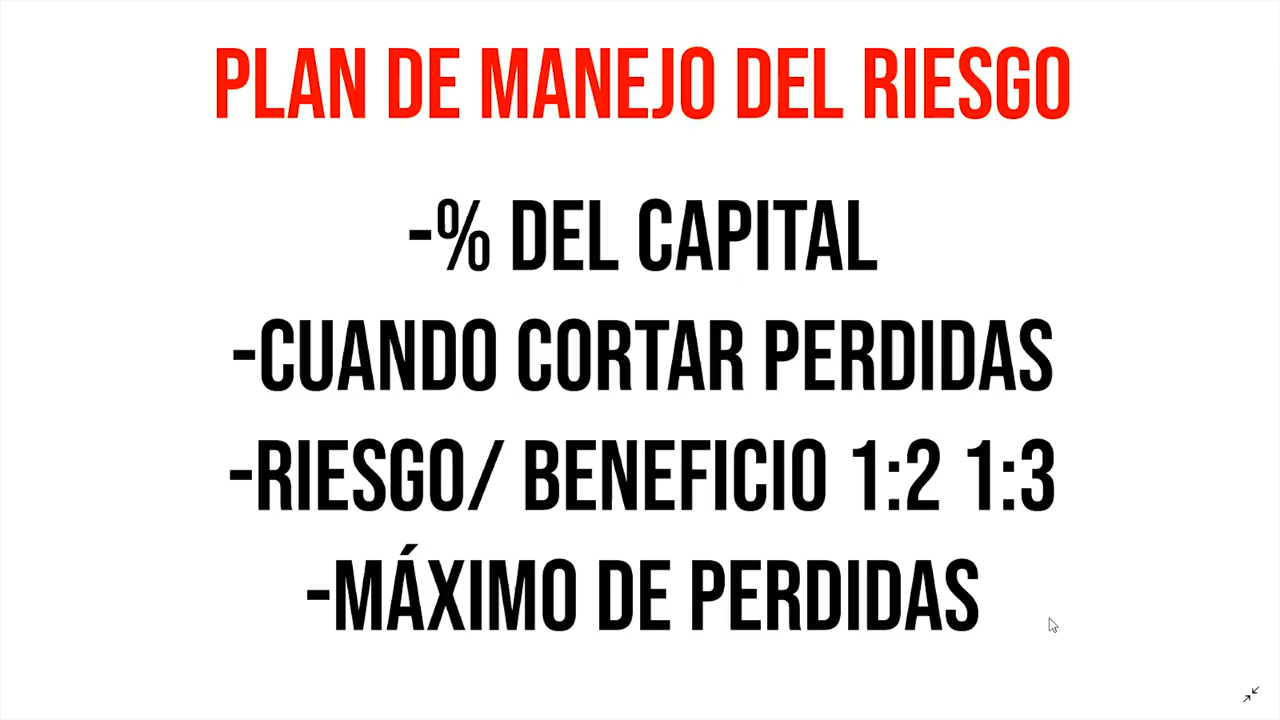 PLAN DE MANEJO DEL RIESGO
-% DEL CAPITAL
-CUANDO CORTAR PERDIDAS
-RIESGO/ BENEFICIO 1:2 1:3
-MÁXIMO DE PERDIDAS